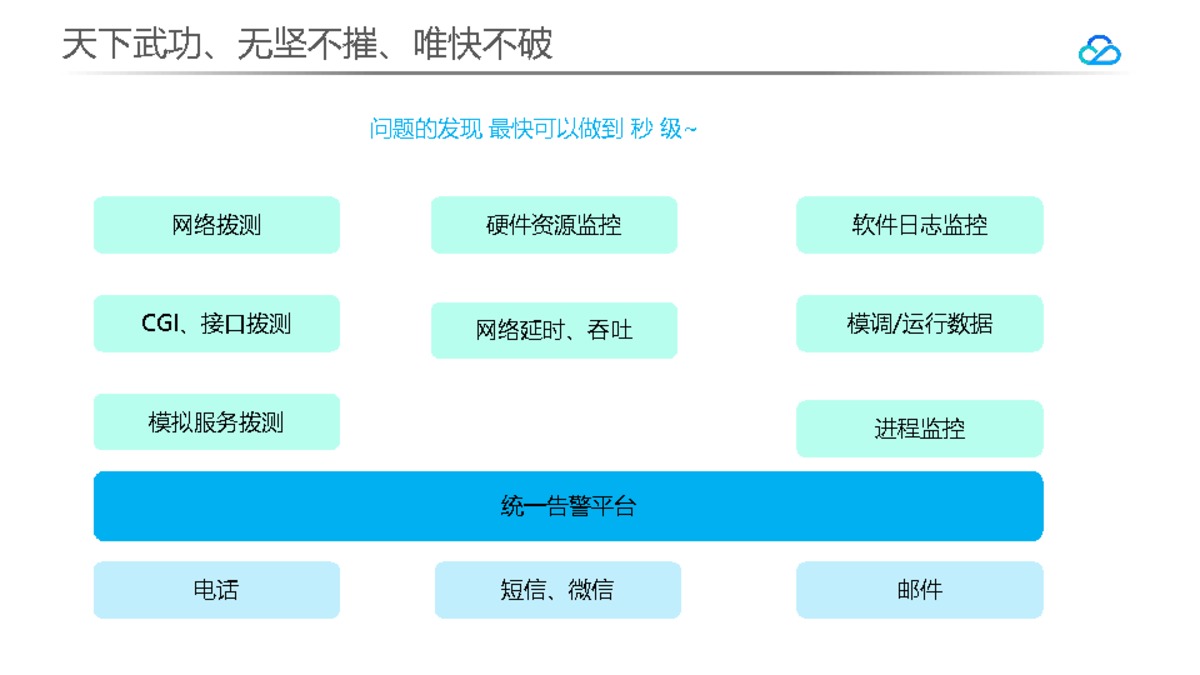 天下武功、无坚不摧、唯快不破
问题的发现 最快可以做到 秒 级~
网络拨测
硬件资源监控
软件日志监控
CGI、接口拨测
网络延时、吞吐
模调/运行数据
模拟服务拨测
进程监控
统一告警平台
电话
短信、微信
邮件